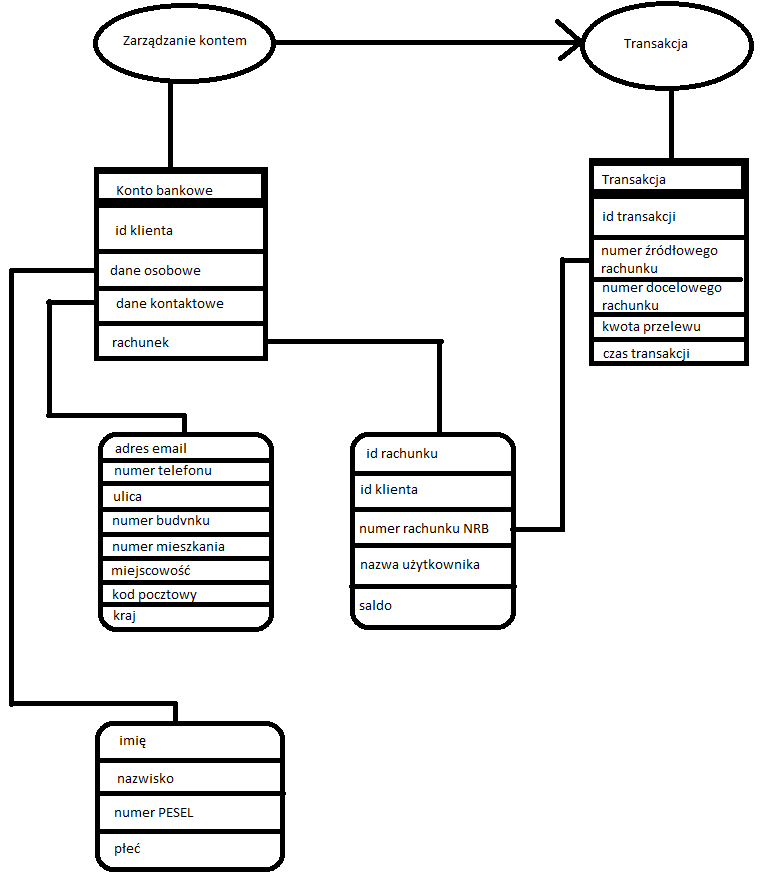 Zarządzanie kontem
Transakcja
Konto bankowe
id klienta
dane osobowe
dane kontaktowe
rachunek
Transakcja
id transakcji
numer źródłowego
rachunku
numer docelowego
rachunku
kwota przelewu
czas transakcji
adres email
numer telefonu
ulica
numer budynku
numer mieszkania
miejscowość
kod pocztowy
kraj
id rachunku
id klienta
numer rachunku NRB
nazwa użytkownika
saldo
imię
nazwisko
numer PESEL
płeć